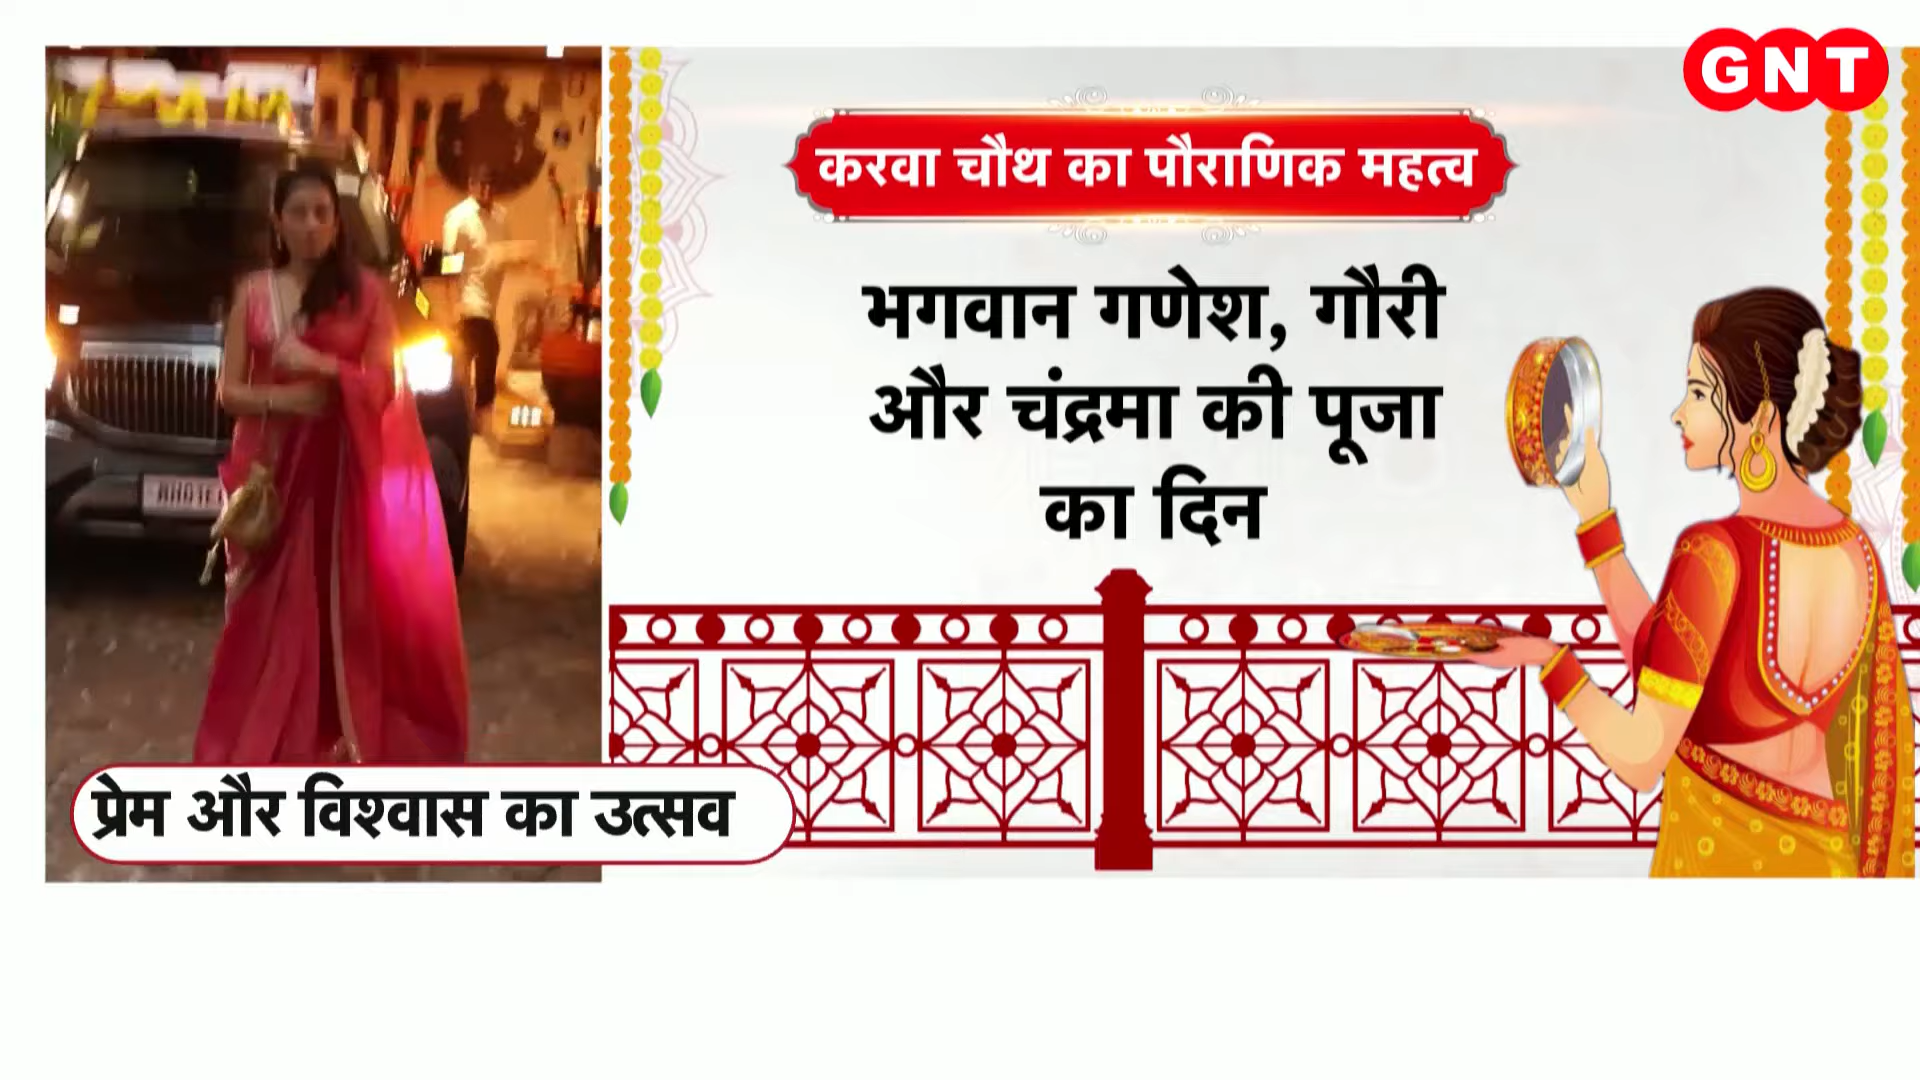 GNT
करवा चौथ का पौराणिक महत्व
भगवान गणेश, गौरी
और चंद्रमा की पूजा
का दिन
प्रेम और विश्वास का उत्सव